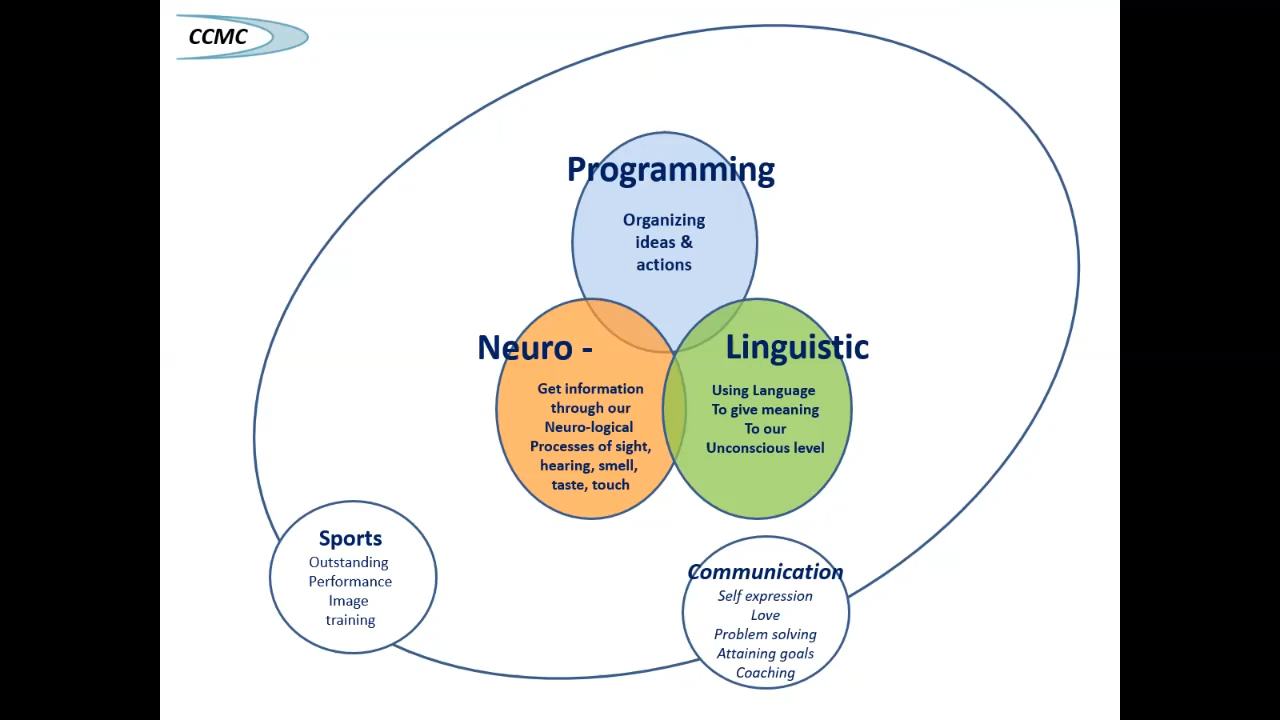 CCMC
Programming
Organizing
ideas &
actions
Neuro -
Get information
through our
Neuro-logical
Processes of sight,
hearing, smell,
taste, touch
Linguistic
Using Language
To give meaning
To our
Unconscious level
Sports
Outstanding
Performance
Image
training
Communication
Self expression
Love
Problem solving
Attaining goals
Coaching